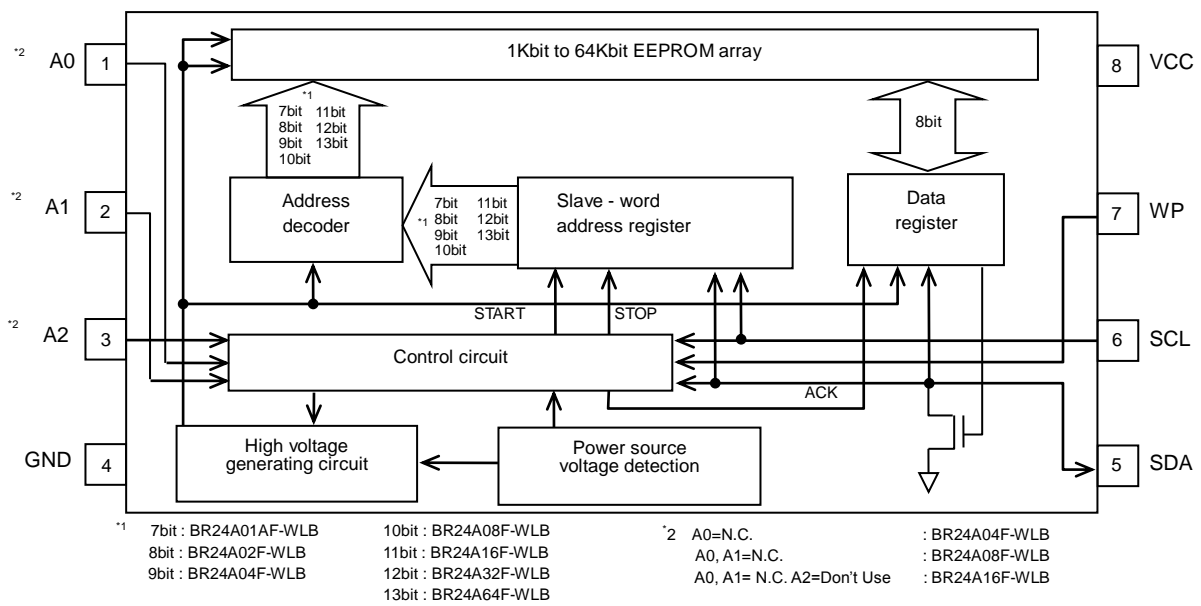 1Kbit to 64Kbit EEPROM array
*2 A0 1
8 VCC
*1
7bit 11bit
8bit 12bit
9bit 13bit
10bit
8bit
*2 A1 2
Address
decoder
*1
7bit 11bit
8bit 12bit
9bit 13bit
10bit
Slave - word
address register
Data
register
7 WP
START STOP
*2 A2 3
Control circuit
6 SCL
ACK
GND 4
High voltage
generating circuit
Power source
voltage detection
5 SDA
*1 7bit : BR24A01AF-WLB
8bit : BR24A02F-WLB
9bit : BR24A04F-WLB
10bit : BR24A08F-WLB
11bit : BR24A16F-WLB
12bit : BR24A32F-WLB
13bit : BR24A64F-WLB
*2 A0=N.C. : BR24A04F-WLB
A0, A1=N.C. : BR24A08F-WLB
A0, A1= N.C. A2=Don't Use : BR24A16F-WLB